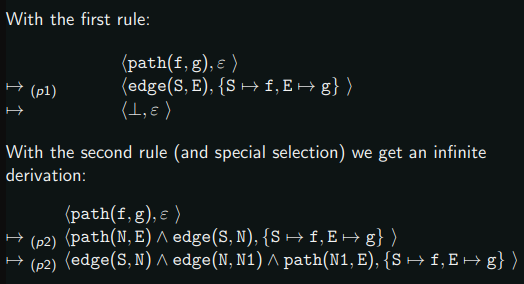 With the first rule:
⟨path(f, g), ε ⟩
↦ (p1) ⟨edge(S, E), {S ↦ f, E ↦ g} ⟩
↦ ⟨⊥, ε ⟩
With the second rule (and special selection) we get an infinite
derivation:
⟨path(f, g), ε ⟩
↦ (p2) ⟨path(N, E) ∧ edge(S, N), {S ↦ f, E ↦ g} ⟩
↦ (p2) ⟨edge(S, N) ∧ edge(N, N1) ∧ path(N1, E), {S ↦ f, E ↦ g} ⟩